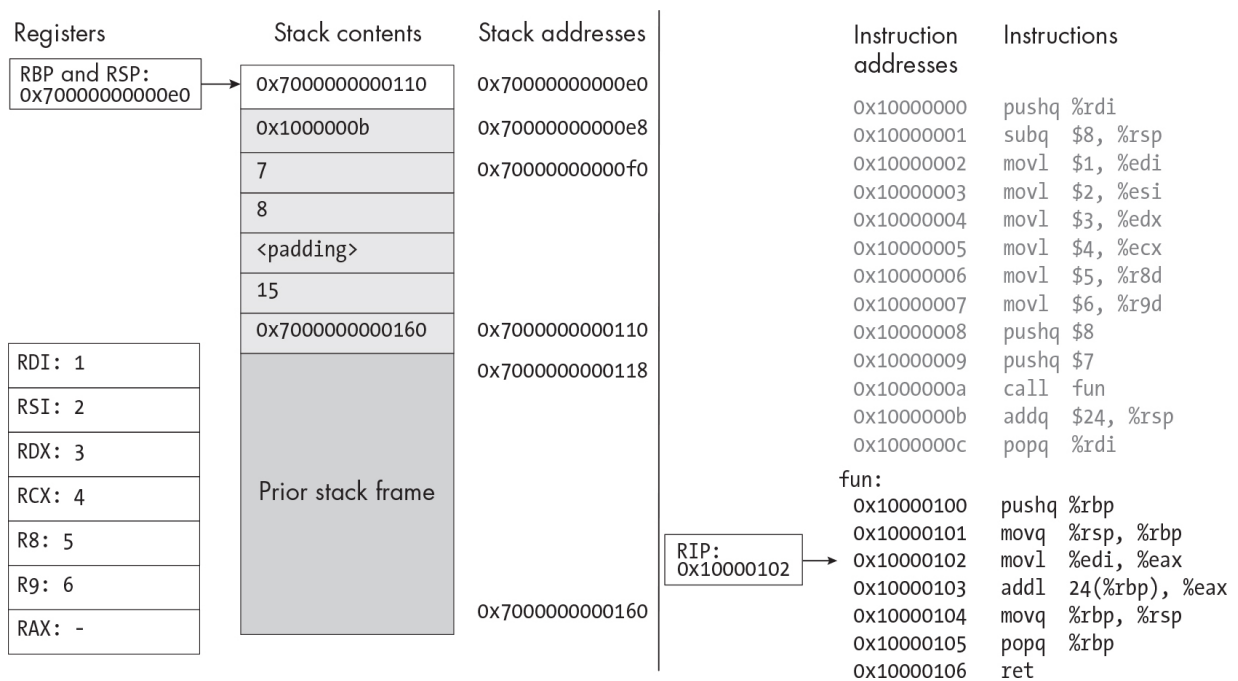 Registers
RBP and RSP:
0x70000000000e0
RDI: 1
RSI: 2
RDX: 3
RCX: 4
R8: 5
R9: 6
RAX: -
Stack contents
0x7000000000110
0x1000000b
7
8
<padding>
15
0x7000000000160
Prior stack frame
Stack addresses
0x70000000000e0
0x70000000000e8
0x70000000000f0
0x7000000000110
0x7000000000118
0x7000000000160
Instruction
addresses
Instructions
0x10000000 pushq %rdi
0x10000001 subq $8, %rsp
0x10000002 movl $1, %edi
0x10000003 movl $2, %esi
0x10000004 movl $3, %edx
0x10000005 movl $4, %ecx
0x10000006 movl $5, %r8d
0x10000007 movl $6, %r9d
0x10000008 pushq $8
0x10000009 pushq $7
0x1000000a call fun
0x1000000b addq $24, %rsp
0x1000000c popq %rdi
fun:
0x10000100 pushq %rbp
0x10000101 movq %rsp, %rbp
RIP:
0x10000102
0x10000102 movl %edi, %eax
0x10000103 addl 24(%rbp), %eax
0x10000104 movq %rbp, %rsp
0x10000105 popq %rbp
0x10000106 ret